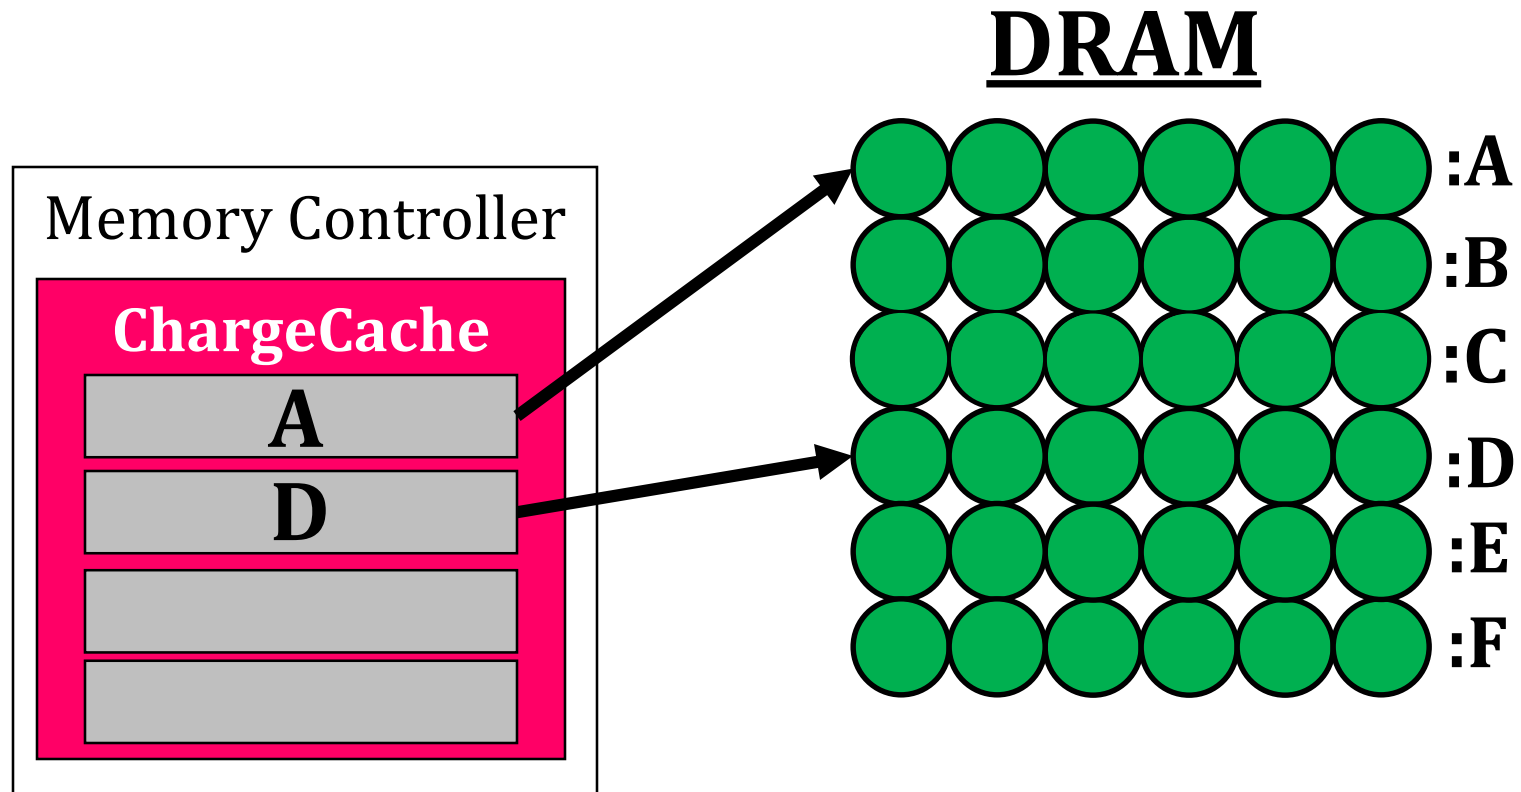 DRAM
Memory Controller
ChargeCache
A
D
:A
:B
:C
:D
:E
:F